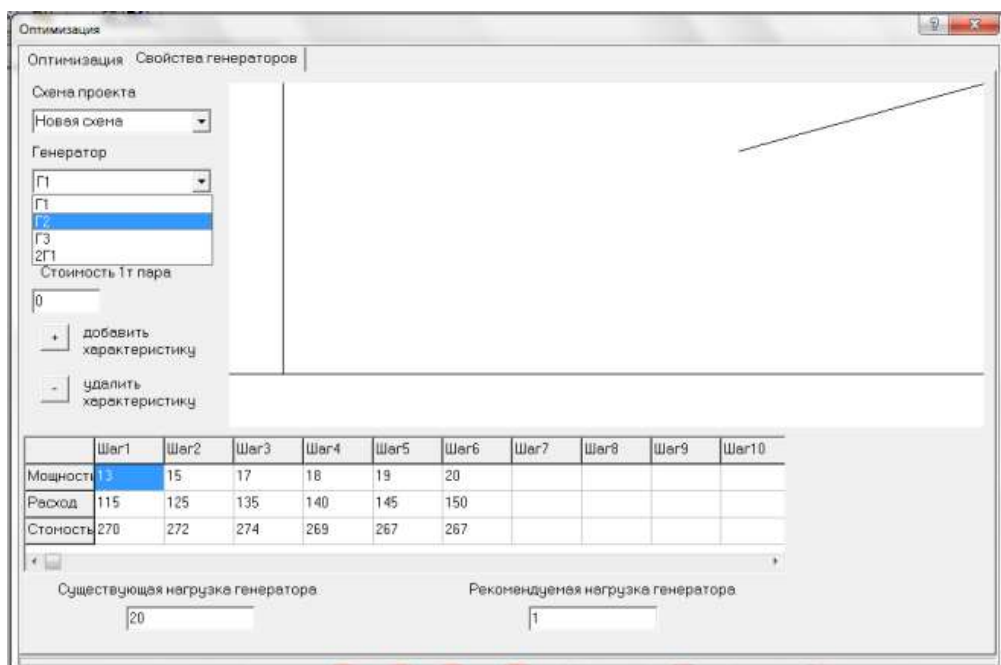 Оптимизация
Оптимизация Свойства генераторов
Схема проекта
Новая схема
Генератор
Г1
Г1
Г2
Г3
2Г1
Стоимость 1т пара
0
+ добавить
характеристику
- удалить
характеристику
Шаг1 Шаг2 Шаг3 Шаг4 Шаг5 Шаг6 Шаг7 Шаг8 Шаг9 Шаг10
Мощность 13 15 17 18 19 20
Расход 115 125 135 140 145 150
Стомость 270 272 274 269 267 267
Существующая нагрузка генератора Рекомендуемая нагрузка генератора
20 1